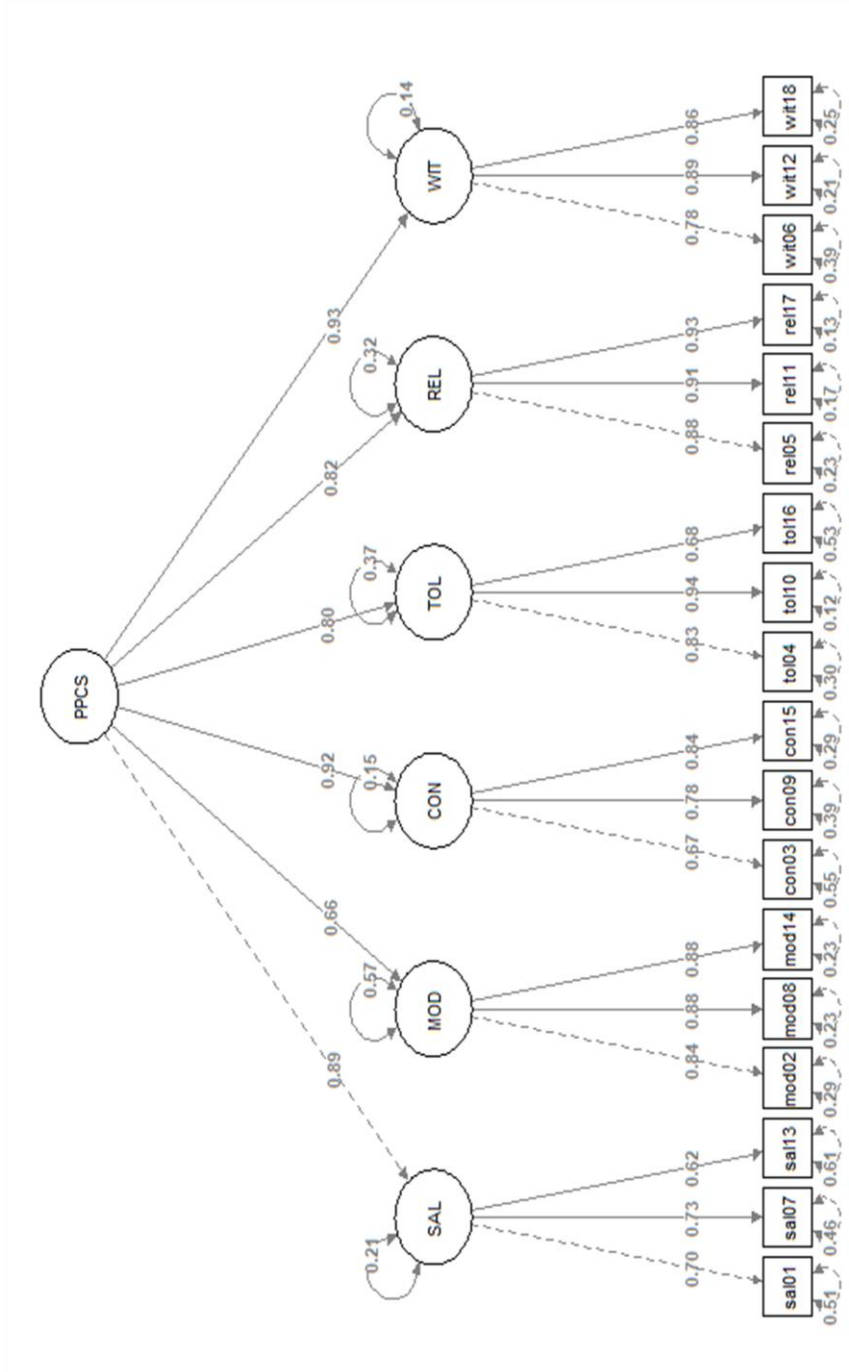 PPCS
0.89
0.66
0.92
0.80
0.82
0.93
0.21
0.57
0.15
0.37
0.32
0.14
SAL
MOD
CON
TOL
REL
WIT
0.70
0.73
0.62
0.84
0.88
0.88
0.67
0.78
0.84
0.83
0.94
0.68
0.88
0.91
0.93
0.78
0.89
0.86
sal01
sal07
sal13
mod02
mod08
mod14
con03
con09
con15
tol04
tol10
tol16
rel05
rel11
rel17
wit06
wit12
wit18
0.51
0.46
0.61
0.29
0.23
0.23
0.55
0.39
0.29
0.30
0.12
0.53
0.23
0.17
0.13
0.39
0.21
0.25